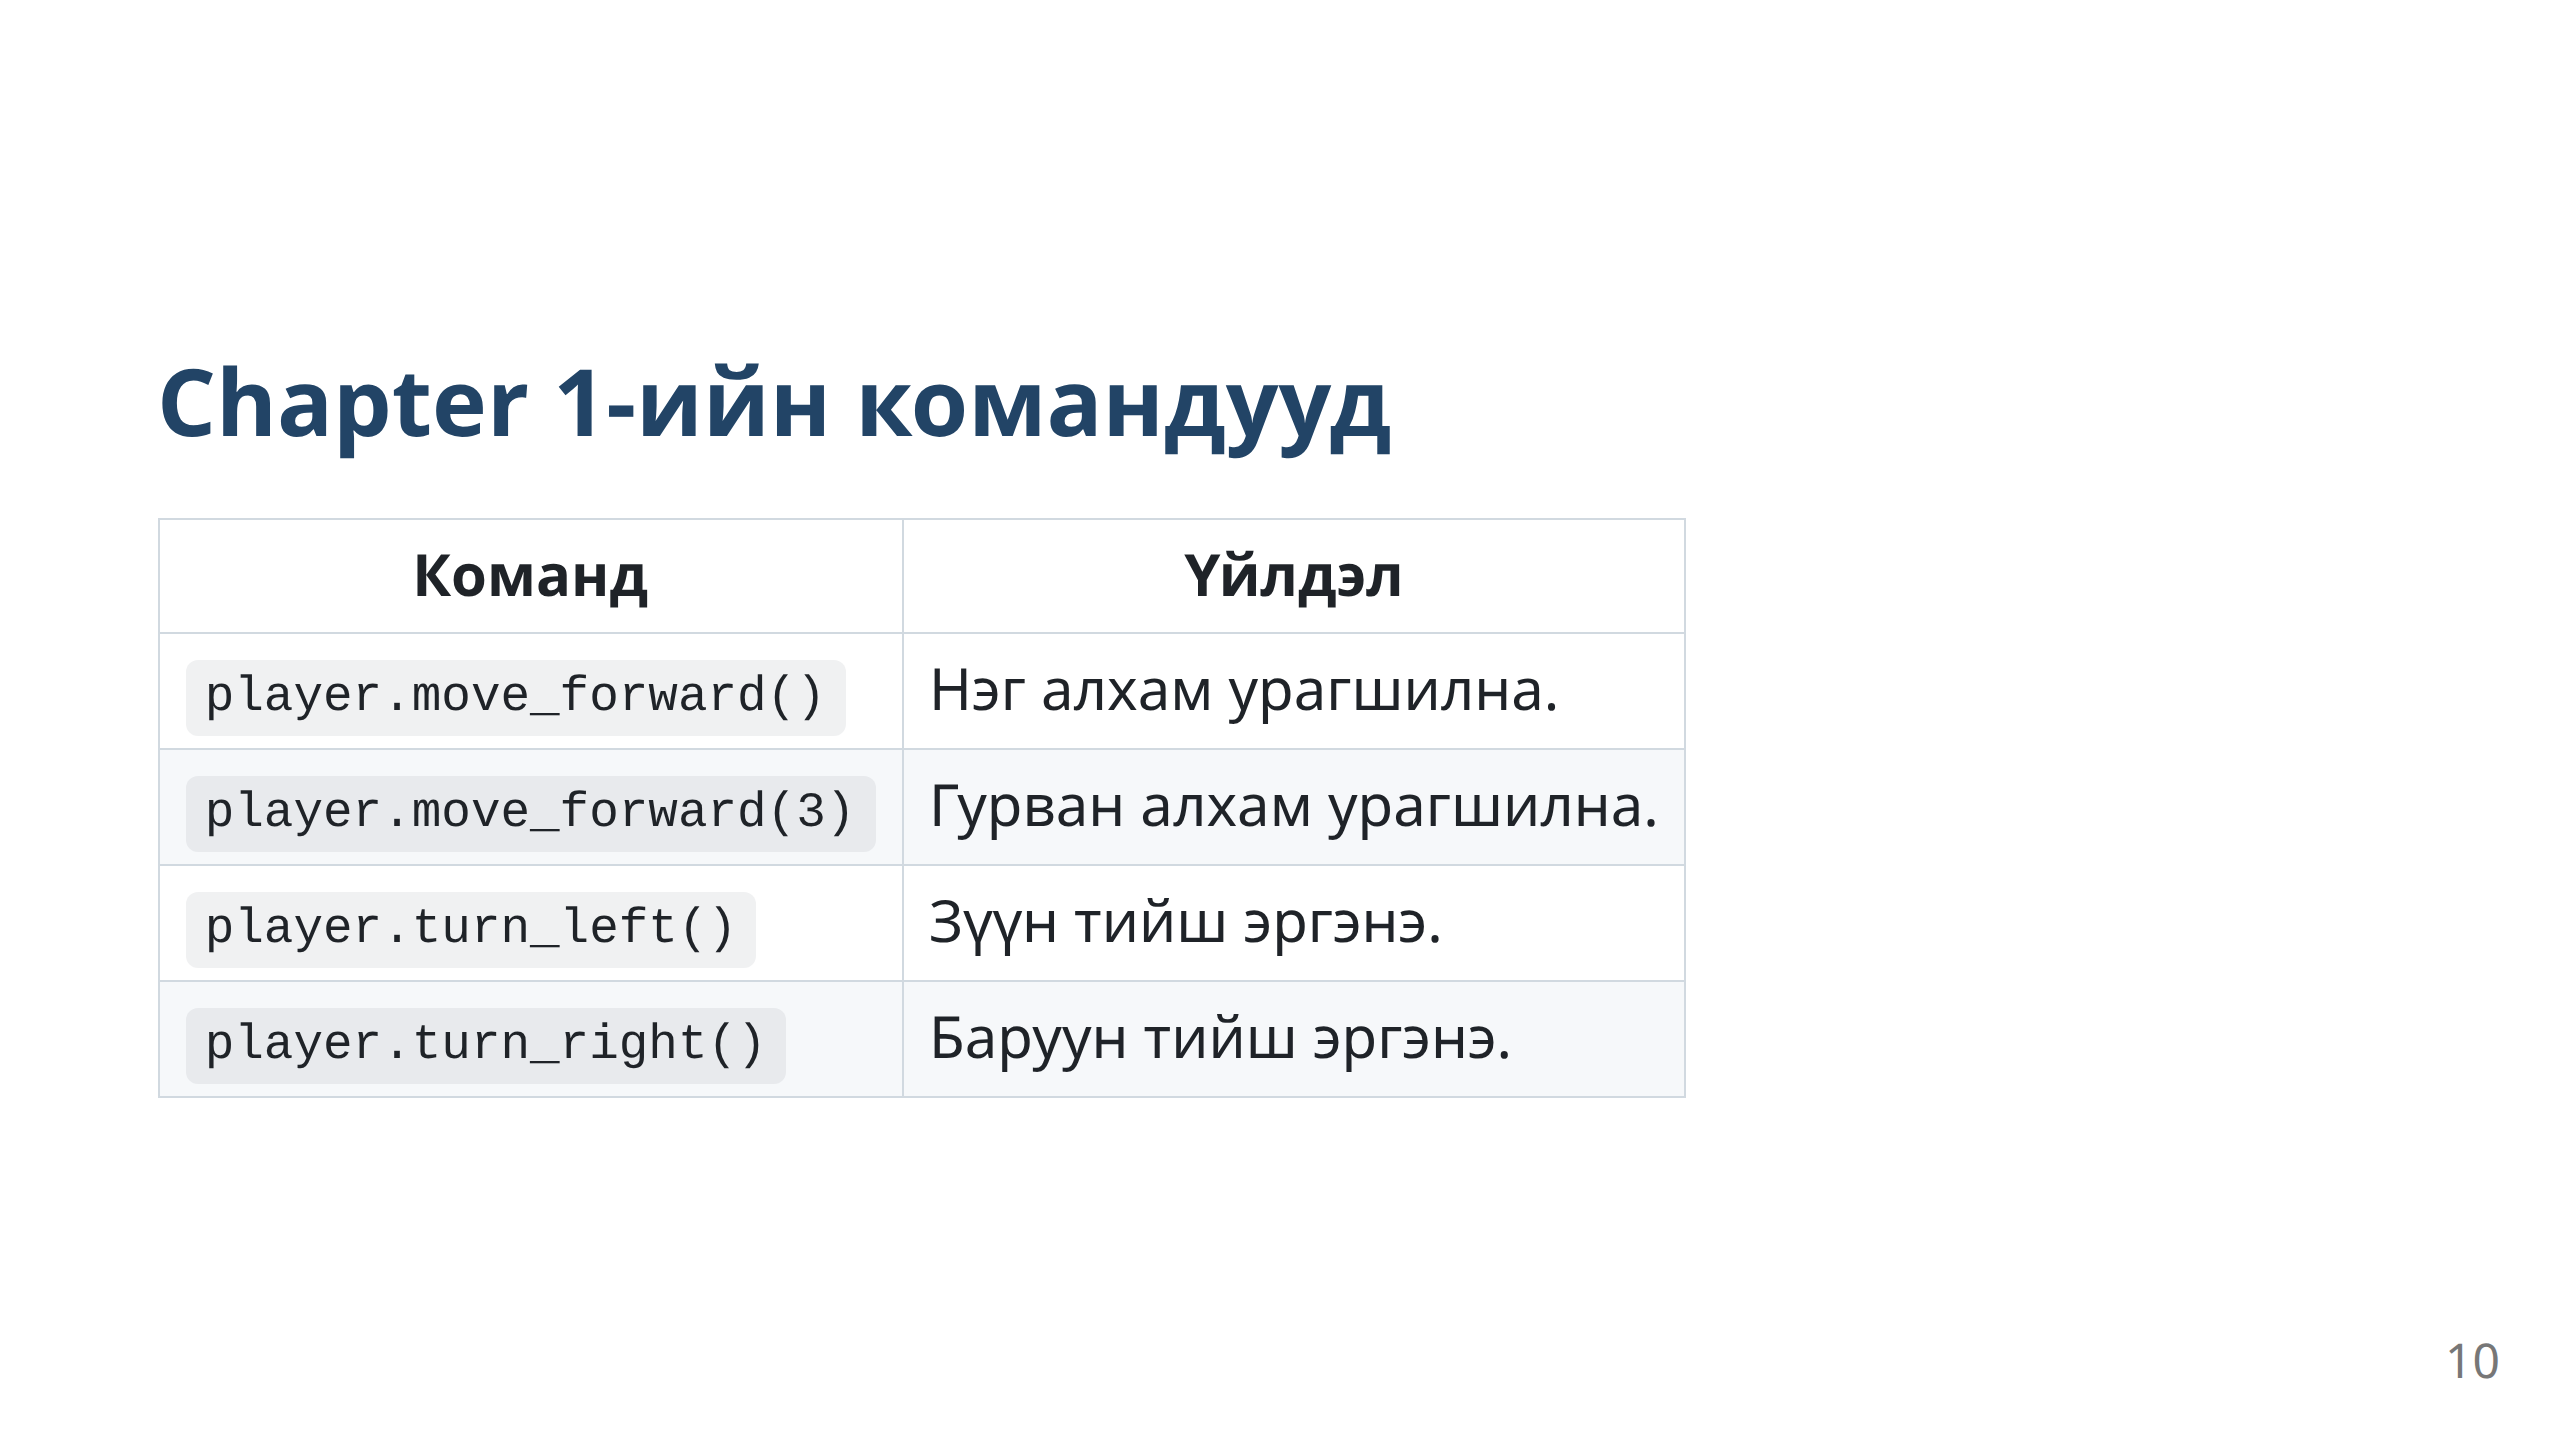 Chapter 1-ийн командууд
Команд Үйлдэл
player.move_forward() Нэг алхам урагшилна.
player.move_forward(3) Гурван алхам урагшилна.
player.turn_left() Зүүн тийш эргэнэ.
player.turn_right() Баруун тийш эргэнэ.
10